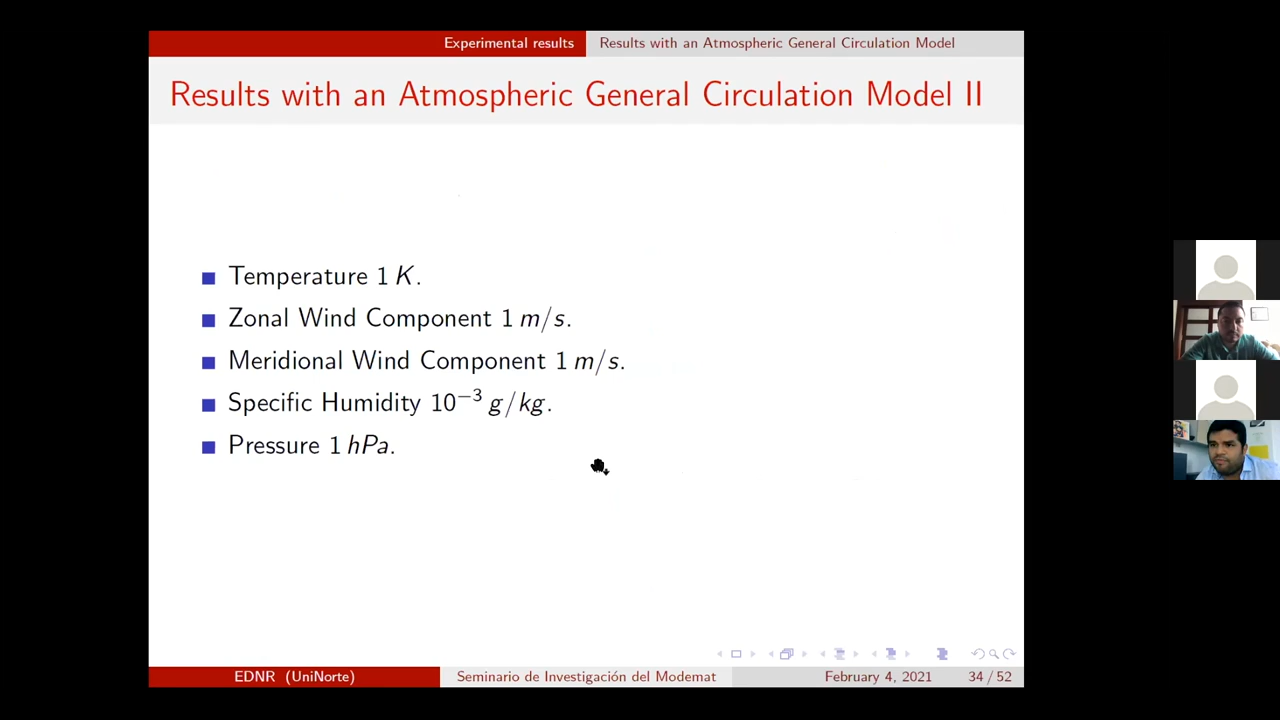 Experimental results Results with an Atmospheric General Circulation Model
Results with an Atmospheric General Circulation Model II
Temperature 1 K.
Zonal Wind Component 1 m/s.
Meridional Wind Component 1 m/s.
Specific Humidity 10⁻³ g/kg.
Pressure 1 hPa.
EDNR (UniNorte) Seminario de Investigación del Modemat February 4, 2021 34 / 52